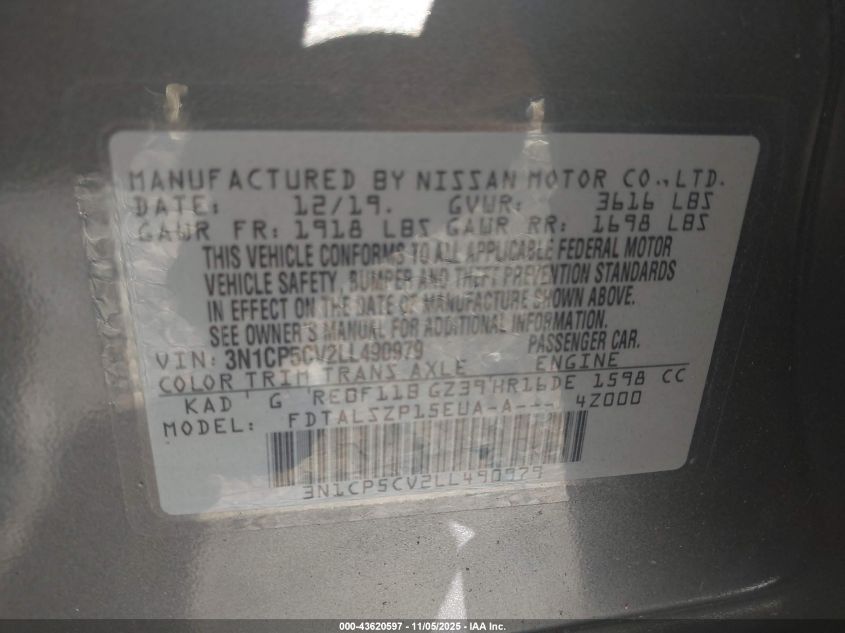 MANUFACTURED BY NISSAN MOTOR CO.,LTD.
DATE: 12/19. GVWR: 3616 LBS
GAWR FR: 1918 LBS GAWR RR: 1698 LBS
THIS VEHICLE CONFORMS TO ALL APPLICABLE FEDERAL MOTOR
VEHICLE SAFETY, BUMPER AND THEFT PREVENTION STANDARDS
IN EFFECT ON THE DATE OF MANUFACTURE SHOWN ABOVE.
SEE OWNER'S MANUAL FOR ADDITIONAL INFORMATION.
VIN: 3N1CP5CV2LL490979 PASSENGER CAR.
COLOR TRIM TRANS AXLE ENGINE
KAD G RE0F11B GZ39 HR16DE 1598 CC
MODEL: FDTALSZP15EUA-A--- 4Z000
3N1CP5CV2LL490979
000-43620597 - 11/05/2025 - IAA Inc.